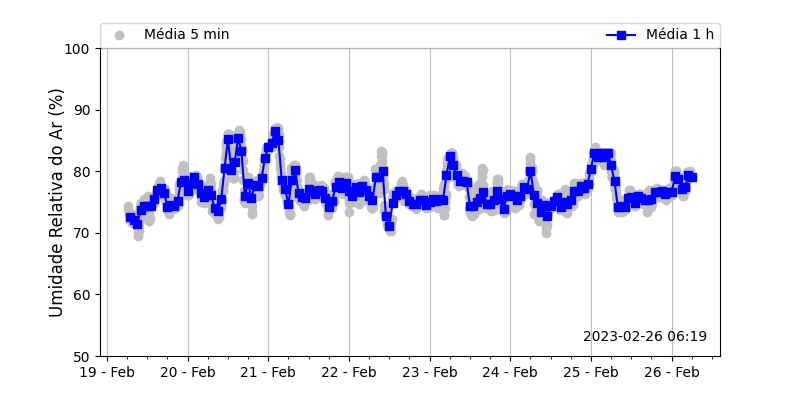 Média 5 min
Média 1 h
Umidade Relativa do Ar (%)
100
90
80
70
60
50
2023-02-26 06:19
19 - Feb
20 - Feb
21 - Feb
22 - Feb
23 - Feb
24 - Feb
25 - Feb
26 - Feb